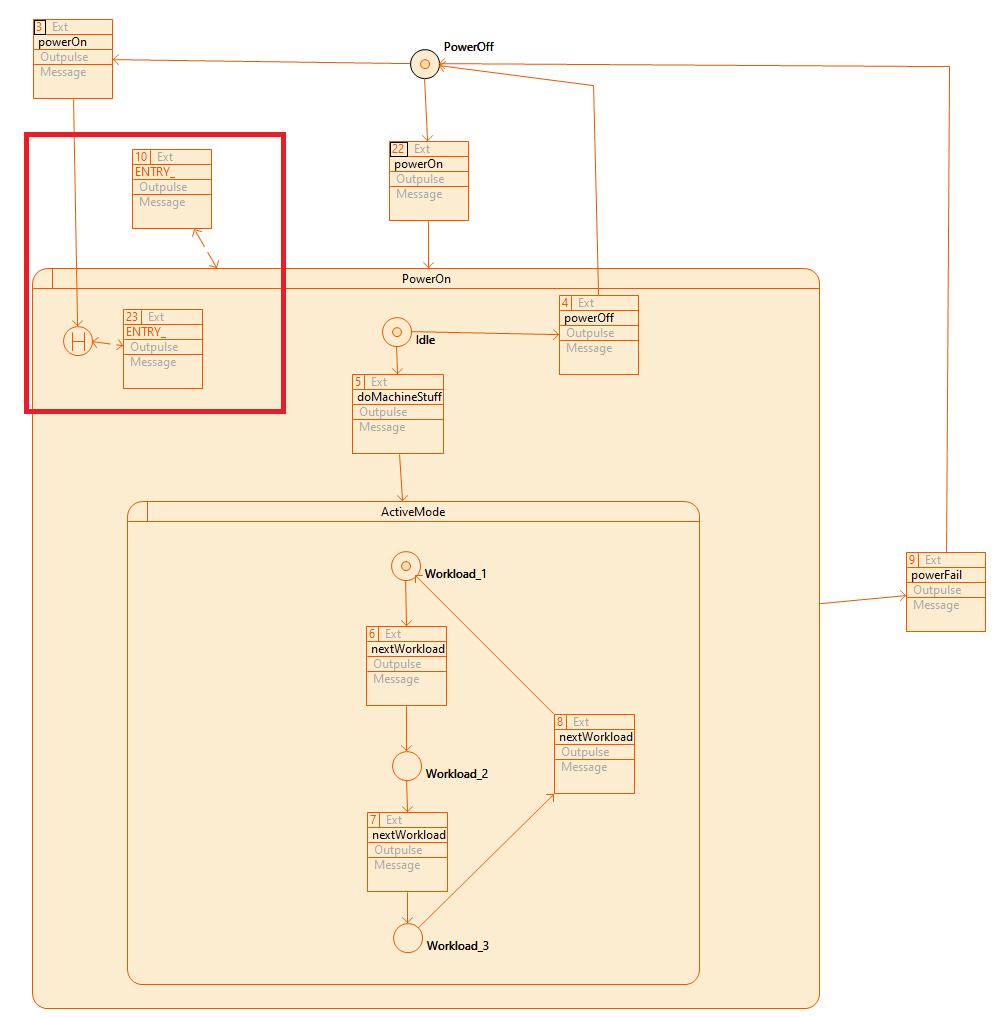 3 Ext
powerOn
Outpulse
Message
PowerOff
10 Ext
ENTRY_
Outpulse
Message
22 Ext
powerOn
Outpulse
Message
PowerOn
23 Ext
ENTRY_
Outpulse
Message
H
Idle
4 Ext
powerOff
Outpulse
Message
5 Ext
doMachineStuff
Outpulse
Message
ActiveMode
Workload_1
9 Ext
powerFail
Outpulse
Message
6 Ext
nextWorkload
Outpulse
Message
8 Ext
nextWorkload
Outpulse
Message
Workload_2
7 Ext
nextWorkload
Outpulse
Message
Workload_3